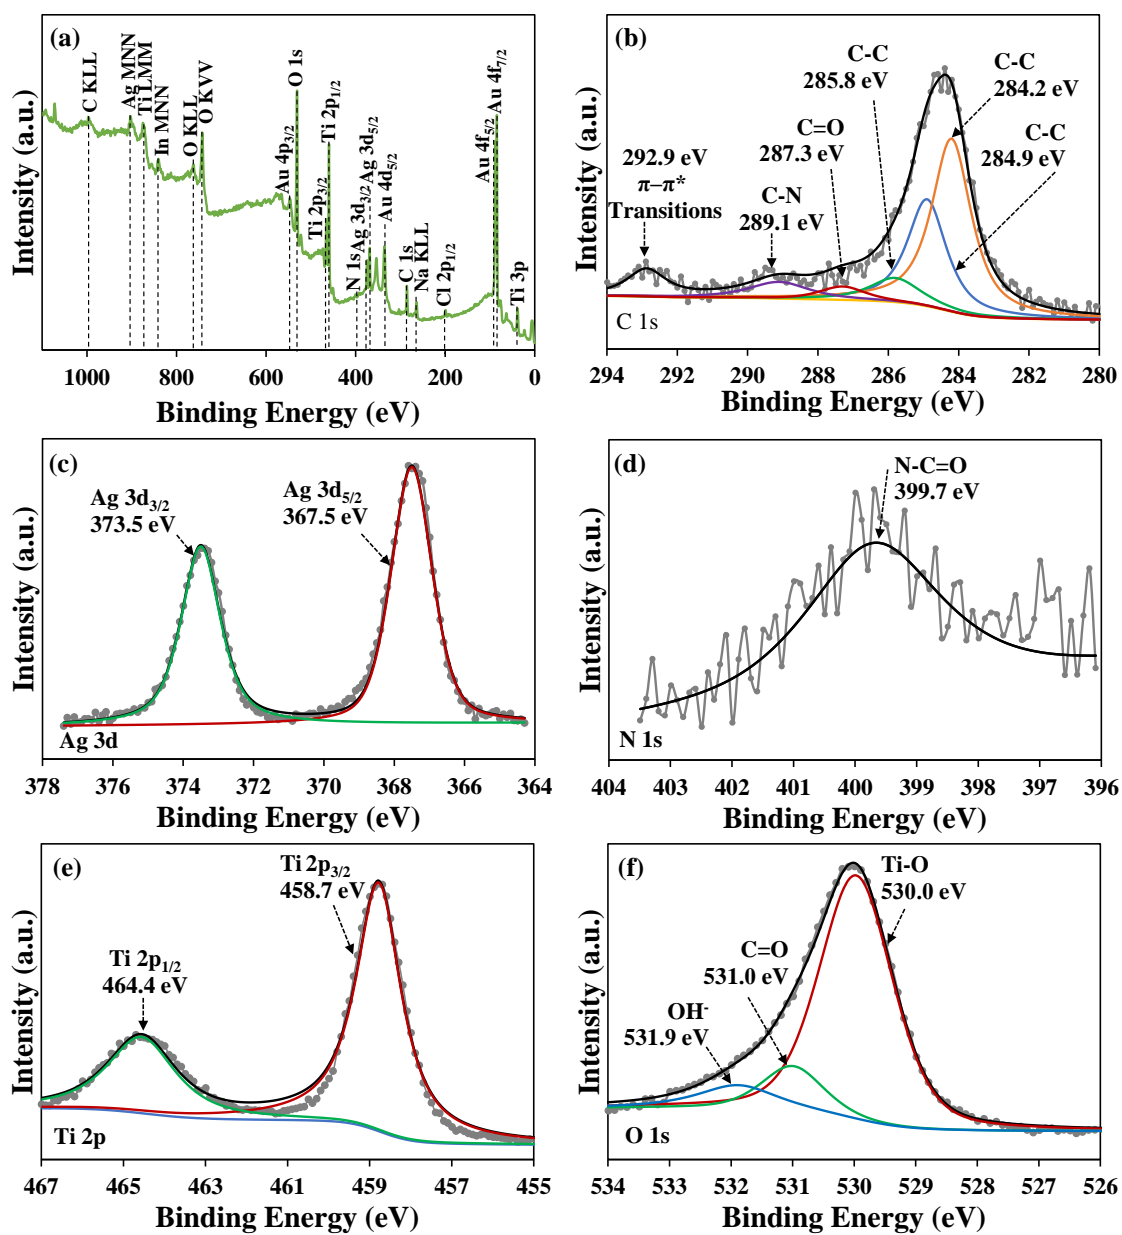 (a)
C KLL
Ag MNN
Ti LMM
In MNN
O KLL
O KVV
Au 4p3/2
O 1s
Ti 2p3/2
Ti 2p1/2
N 1s
Ag 3d3/2
Ag 3d5/2
Au 4d5/2
C 1s
Na KLL
Cl 2p1/2
Au 4f5/2
Au 4f7/2
Ti 3p
Intensity (a.u.)
1000 800 600 400 200 0
Binding Energy (eV)
(b)
C-C
285.8 eV
C-C
284.2 eV
C=O
287.3 eV
C-C
284.9 eV
292.9 eV
π–π*
Transitions
C-N
289.1 eV
C 1s
Intensity (a.u.)
294 292 290 288 286 284 282 280
Binding Energy (eV)
(c)
Ag 3d3/2
373.5 eV
Ag 3d5/2
367.5 eV
Ag 3d
Intensity (a.u.)
378 376 374 372 370 368 366 364
Binding Energy (eV)
(d)
N-C=O
399.7 eV
N 1s
Intensity (a.u.)
404 403 402 401 400 399 398 397 396
Binding Energy (eV)
(e)
Ti 2p3/2
458.7 eV
Ti 2p1/2
464.4 eV
Ti 2p
Intensity (a.u.)
467 465 463 461 459 457 455
Binding Energy (eV)
(f)
Ti-O
530.0 eV
C=O
531.0 eV
OH-
531.9 eV
O 1s
Intensity (a.u.)
534 533 532 531 530 529 528 527 526
Binding Energy (eV)